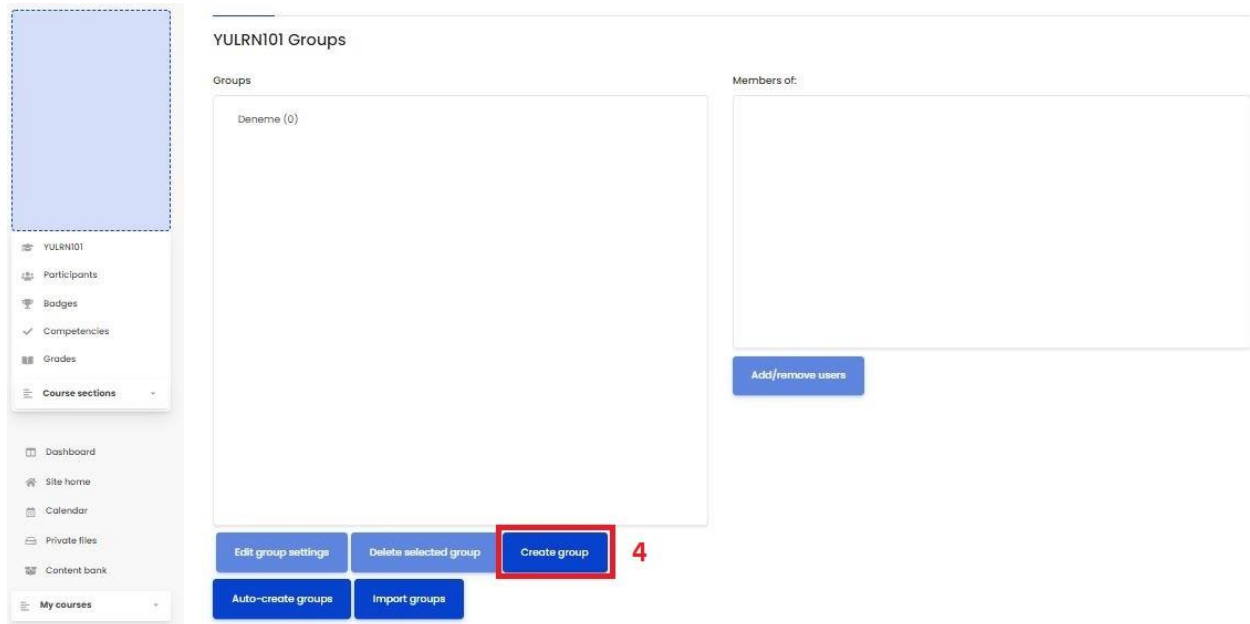 YULRN101 Groups
Groups
Members of:
Deneme (0)
YULRN101
Participants
Badges
Competencies
Grades
Course sections
Add/remove users
Dashboard
Site home
Calendar
Private files
Content bank
My courses
Edit group settings
Delete selected group
Create group
4
Auto-create groups
Import groups